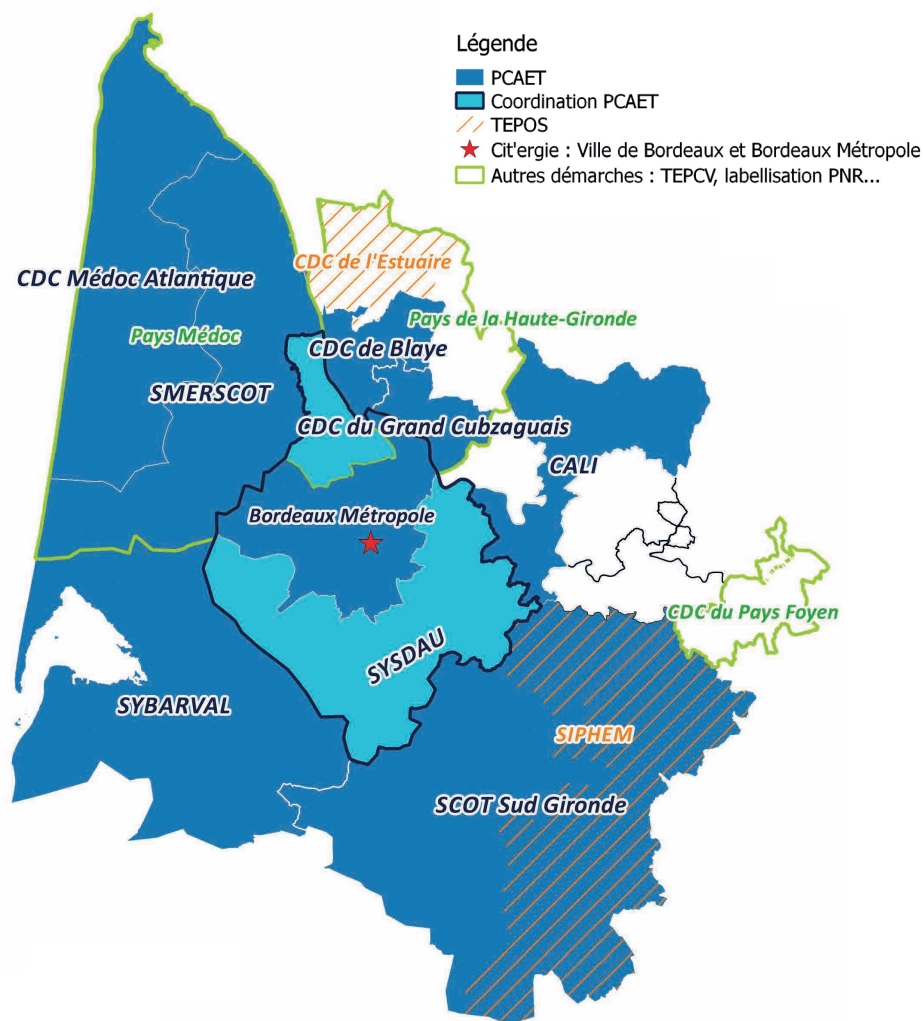 Légende
PCAET
Coordination PCAET
TEPOS
Cit'ergie : Ville de Bordeaux et Bordeaux Métropole
Autres démarches : TEPCV, labellisation PNR...
CDC de l'Estuaire
CDC Médoc Atlantique
Pays de la Haute-Gironde
Pays Médoc
CDC de Blaye
SMERSCOT
CDC du Grand Cubzaguais
CALI
Bordeaux Métropole
CDC du Pays Foyen
SYSDAU
SYBARVAL
SIPHEM
SCOT Sud Gironde